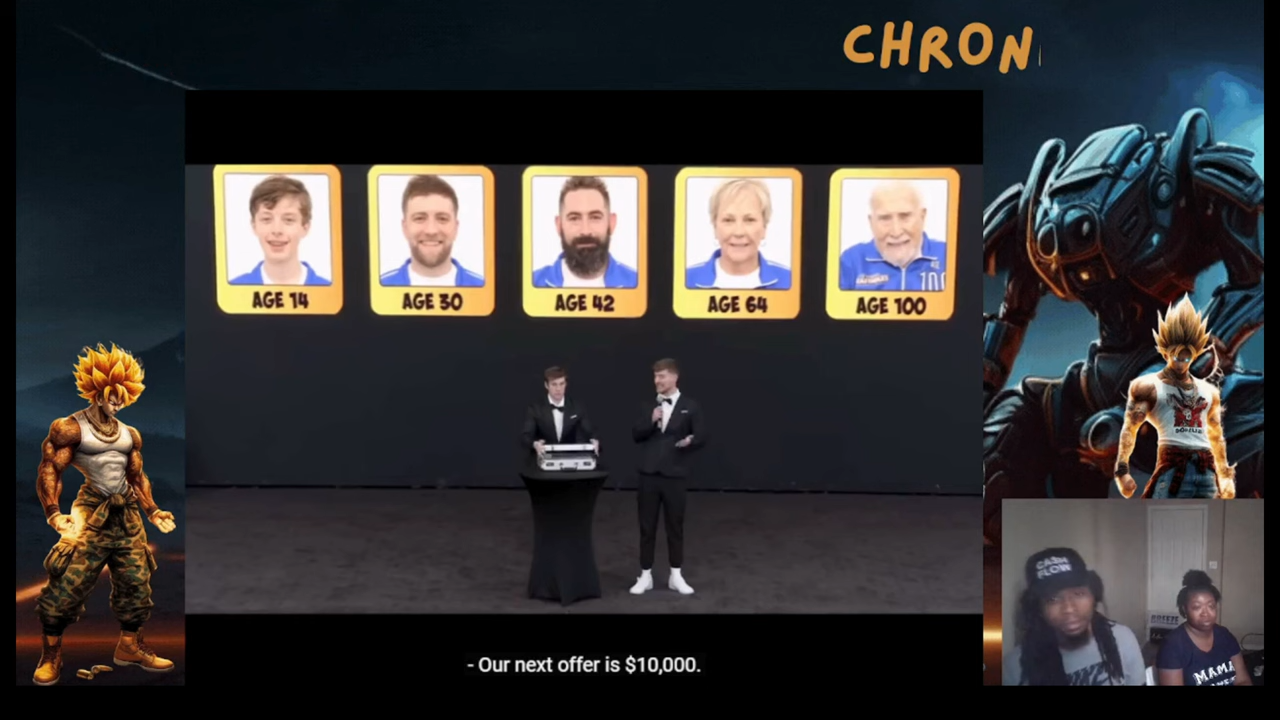 CHRON
AGE 14
AGE 30
AGE 42
AGE 64
AGE 100
100
CASH
FLOW
MAMA
- Our next offer is $10,000.